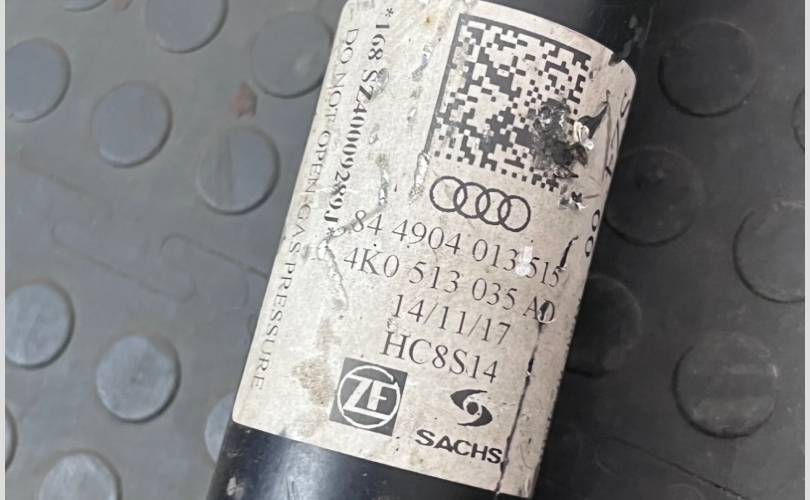 *168 SZ40009289J*
DO NOT OPEN-GAS PRESSURE
84 4904 013 515
4K0 513 035 AD
14/11/17
HC8S14
ZF
SACHS